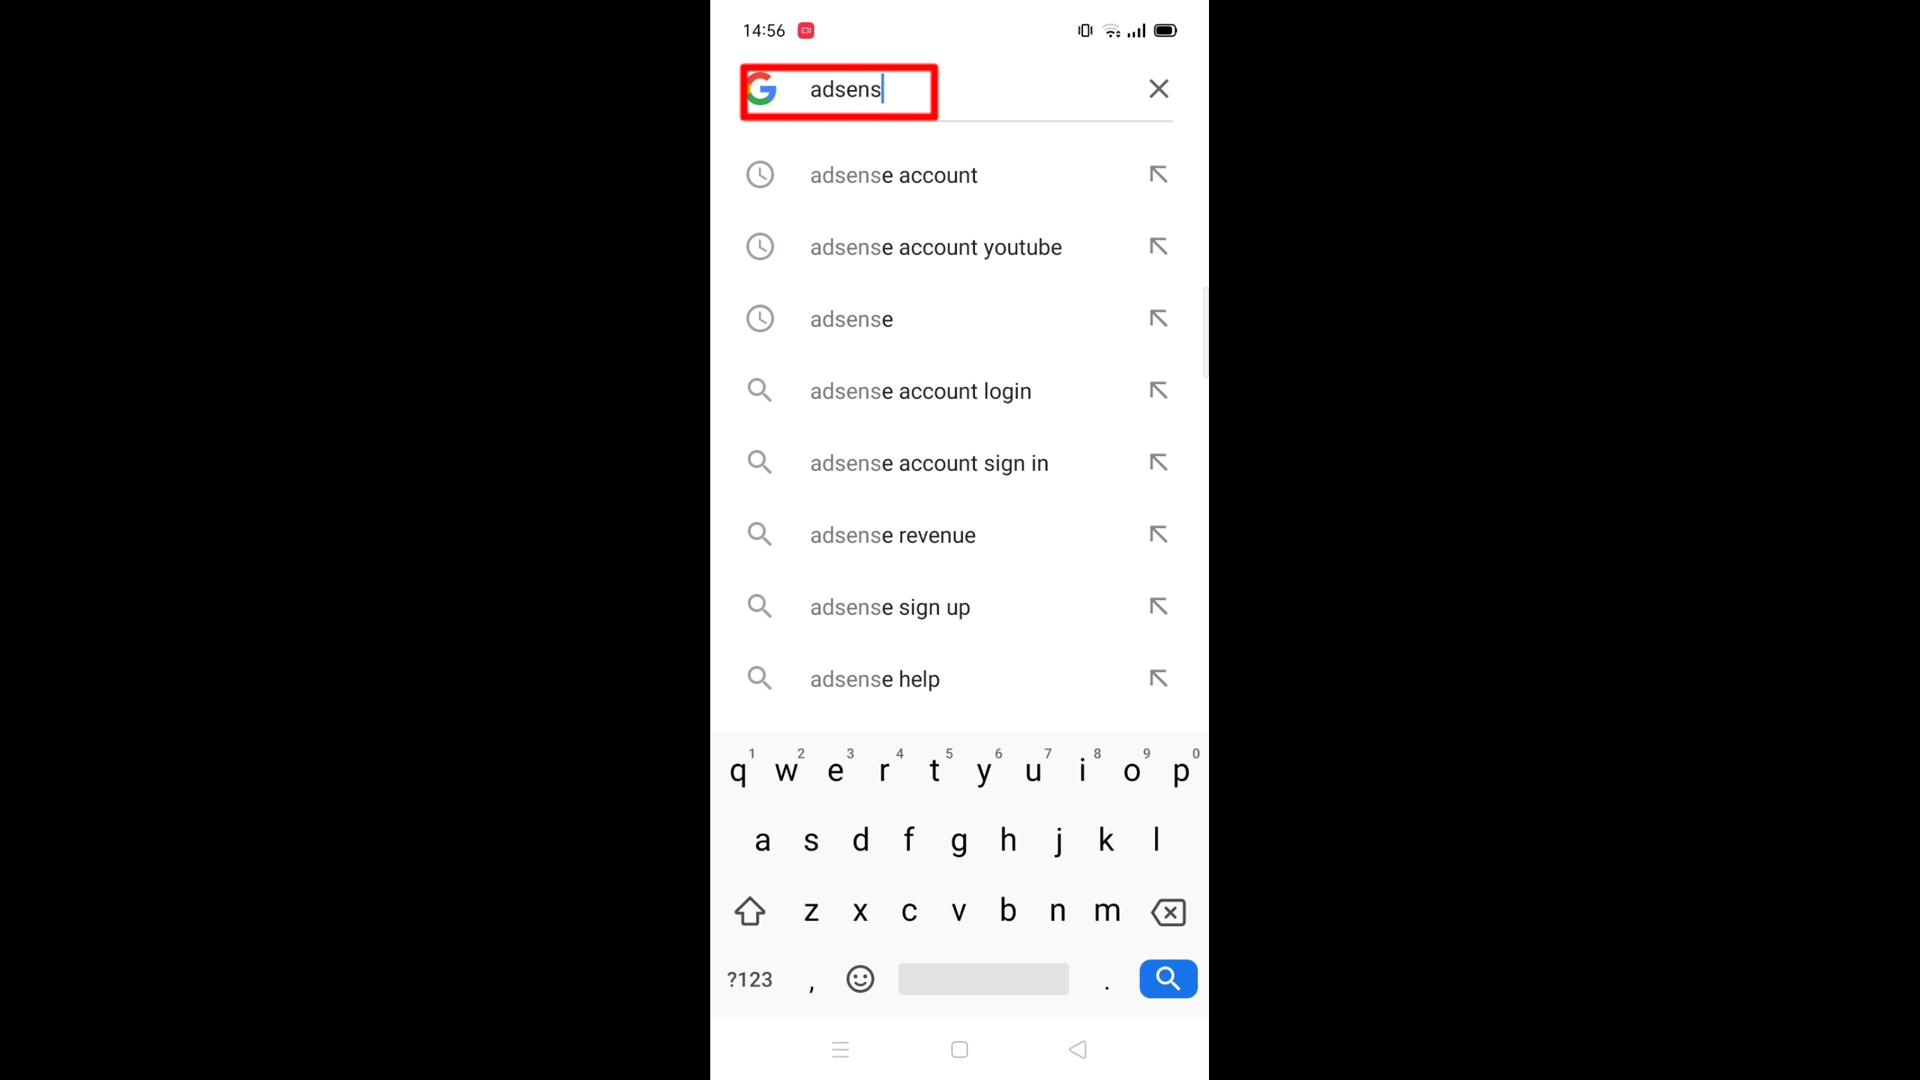 14:56
adsens
adsense account
adsense account youtube
adsense
adsense account login
adsense account sign in
adsense revenue
adsense sign up
adsense help
1 2 3 4 5 6 7 8 9 0
q w e r t y u i o p
a s d f g h j k l
z x c v b n m
?123 , .